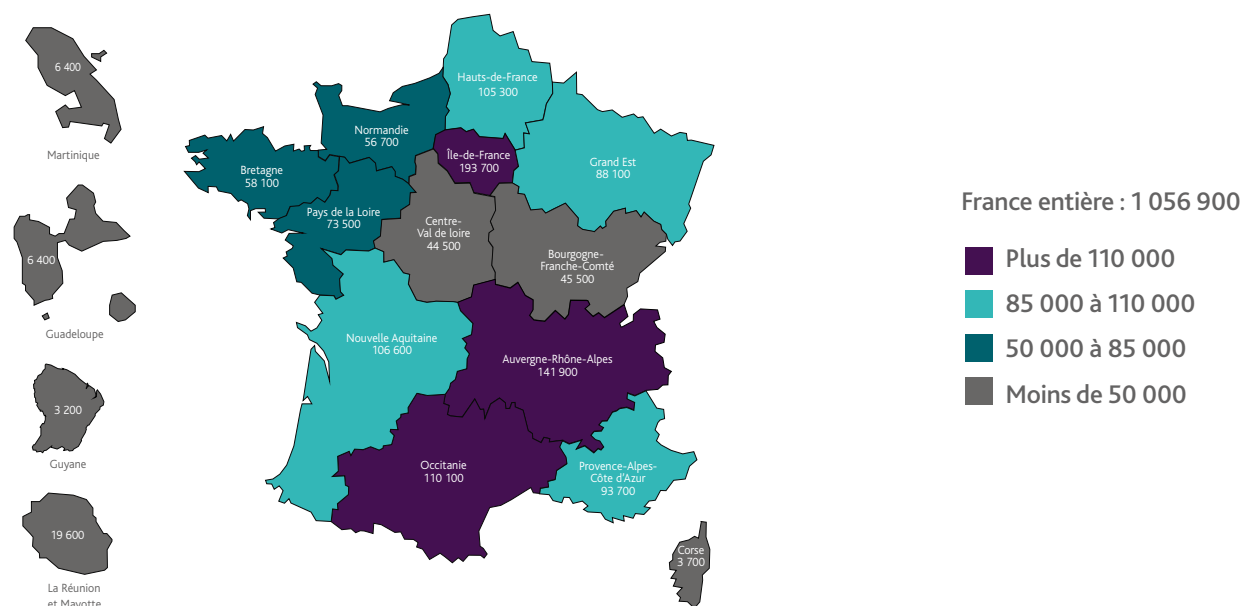 6 400
Martinique
6 400
Guadeloupe
3 200
Guyane
19 600
La Réunion
et Mayotte
Hauts-de-France
105 300
Normandie
56 700
Île-de-France
193 700
Grand Est
88 100
Bretagne
58 100
Pays de la Loire
73 500
Centre-
Val de loire
44 500
Bourgogne-
Franche-Comté
45 500
Nouvelle Aquitaine
106 600
Auvergne-Rhône-Alpes
141 900
Occitanie
110 100
Provence-Alpes-
Côte d'Azur
93 700
Corse
3 700
France entière : 1 056 900
Plus de 110 000
85 000 à 110 000
50 000 à 85 000
Moins de 50 000